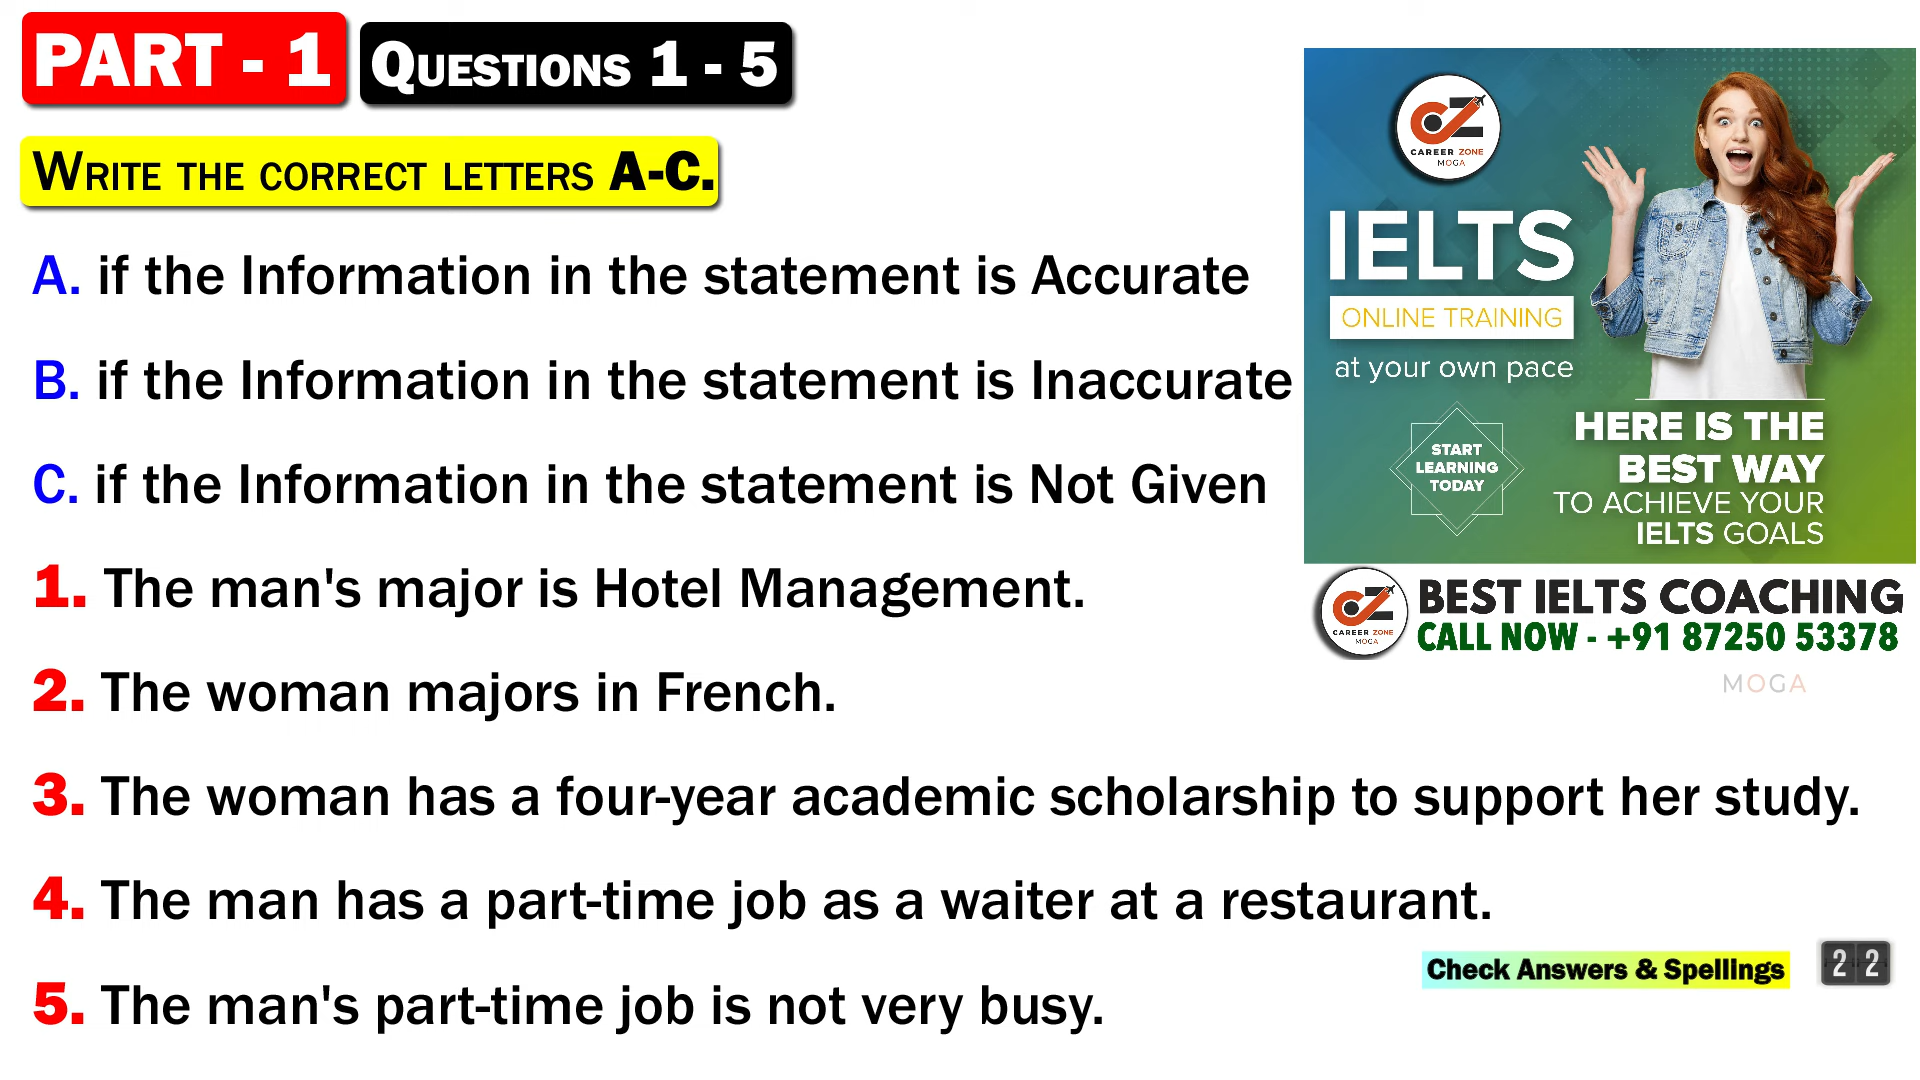 PART - 1 QUESTIONS 1 - 5
WRITE THE CORRECT LETTERS A-C.
A. if the Information in the statement is Accurate
B. if the Information in the statement is Inaccurate
C. if the Information in the statement is Not Given
1. The man's major is Hotel Management.
2. The woman majors in French.
3. The woman has a four-year academic scholarship to support her study.
4. The man has a part-time job as a waiter at a restaurant.
5. The man's part-time job is not very busy.
CZ
CAREER ZONE
MOGA
IELTS
ONLINE TRAINING
at your own pace
START
LEARNING
TODAY
HERE IS THE
BEST WAY
TO ACHIEVE YOUR
IELTS GOALS
CZ
CAREER ZONE
MOGA
BEST IELTS COACHING
CALL NOW - +91 87250 53378
MOGA
Check Answers & Spellings
22